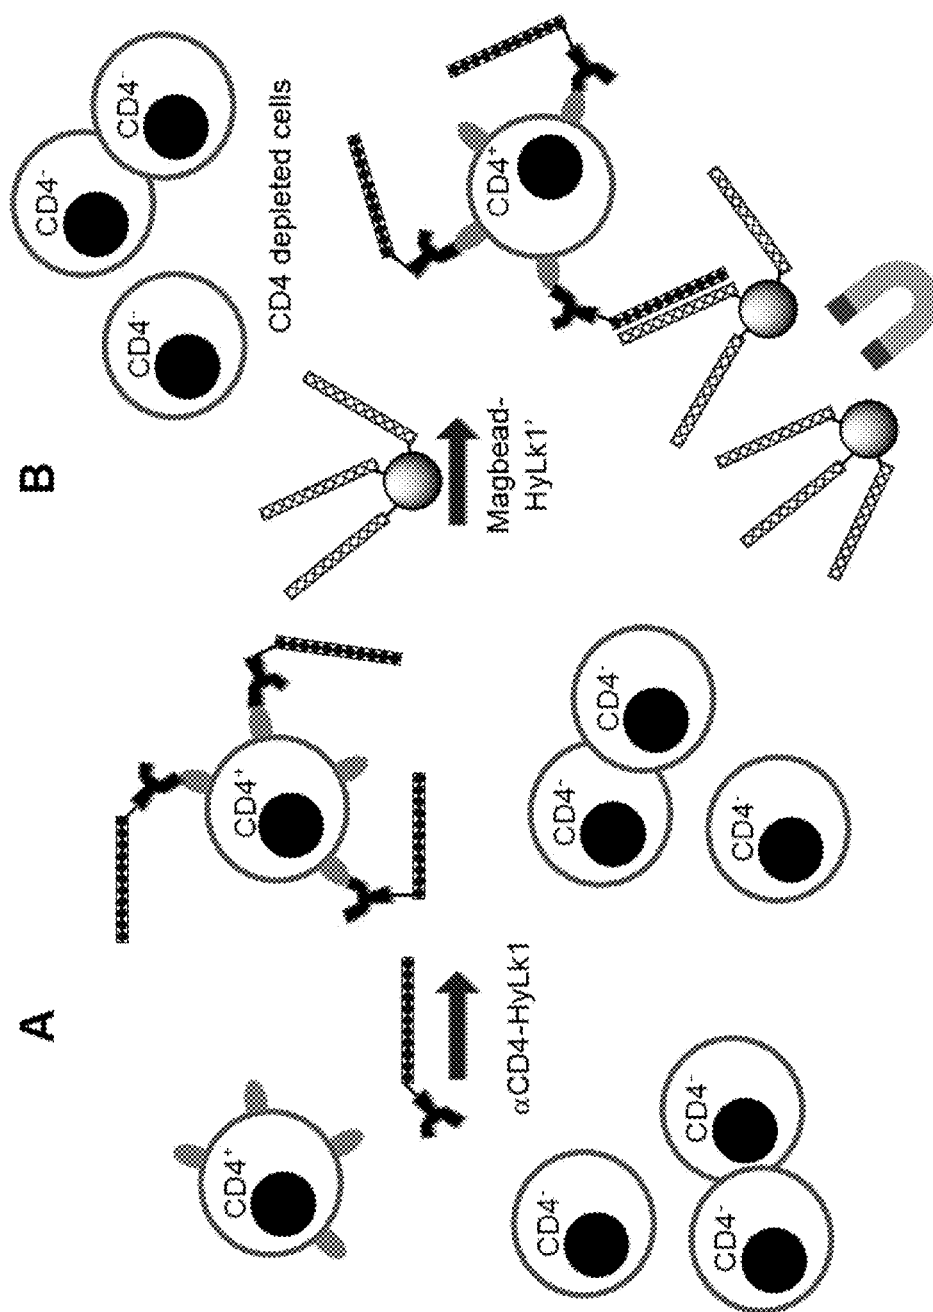 A
CD4⁺
CD4⁻
CD4⁻
CD4⁻
αCD4-HyLk1
CD4⁺
CD4⁻
CD4⁻
CD4⁻
B
Magbead-
HyLk1'
CD4⁻
CD4⁻
CD4⁻
CD4 depleted cells
CD4⁺